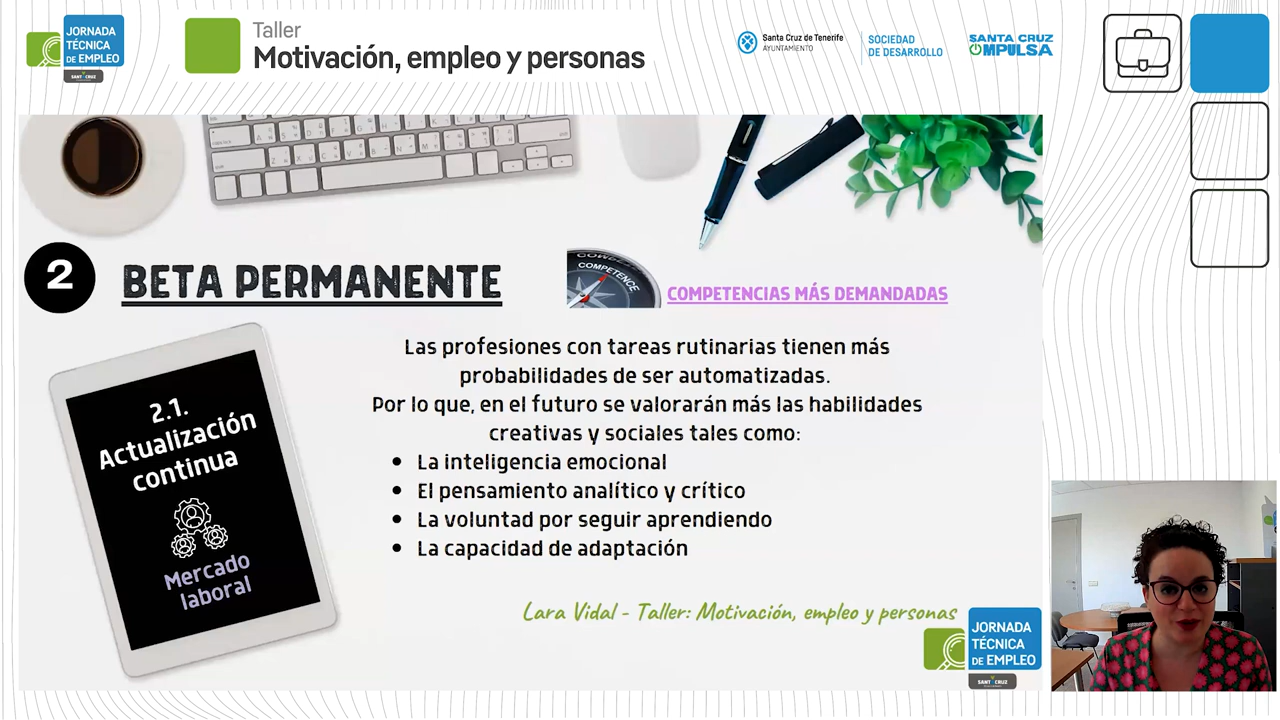 JORNADA
TÉCNICA
DE EMPLEO
SANTA CRUZ
Taller
Motivación, empleo y personas
Santa Cruz de Tenerife
AYUNTAMIENTO
SOCIEDAD
DE DESARROLLO
SANTA CRUZ
IMPULSA
COMPETENCE
2
BETA PERMANENTE
COMPETENCIAS MÁS DEMANDADAS
Las profesiones con tareas rutinarias tienen más
probabilidades de ser automatizadas.
Por lo que, en el futuro se valorarán más las habilidades
creativas y sociales tales como:
• La inteligencia emocional
• El pensamiento analítico y crítico
• La voluntad por seguir aprendiendo
• La capacidad de adaptación
2.1.
Actualización
continua
Mercado
laboral
Lara Vidal - Taller: Motivación, empleo y personas
JORNADA
TÉCNICA
DE EMPLEO
SANTA CRUZ